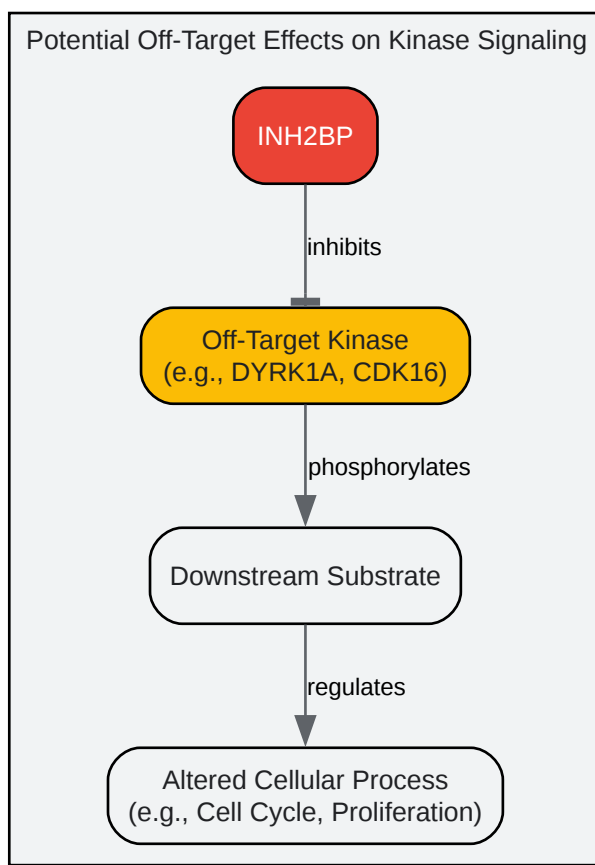 Potential Off-Target Effects on Kinase Signaling
INH2BP
inhibits
Off-Target Kinase
(e.g., DYRK1A, CDK16)
phosphorylates
Downstream Substrate
regulates
Altered Cellular Process
(e.g., Cell Cycle, Proliferation)